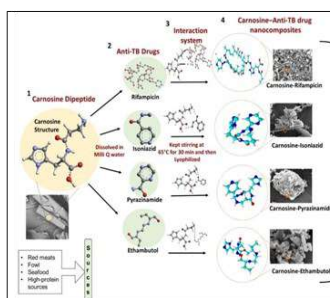 1
Carnosine Dipeptide
Carnosine
Structure
• Red meats
• Fowl
• Seafood
• High-protein
sources
Sources
2
Anti-TB Drugs
Rifampicin
Dissolved in
Milli Q water
Isoniazid
Pyrazinamide
Ethambutol
3
Interaction
system
Kept stirring at
65°C for 30 min and then
Lyophilized
4
Carnosine–Anti-TB drug
nanocomposites
Carnosine-Rifampicin
Carnosine-Isoniazid
Carnosine-Pyrazinamide
Carnosine-Ethambutol